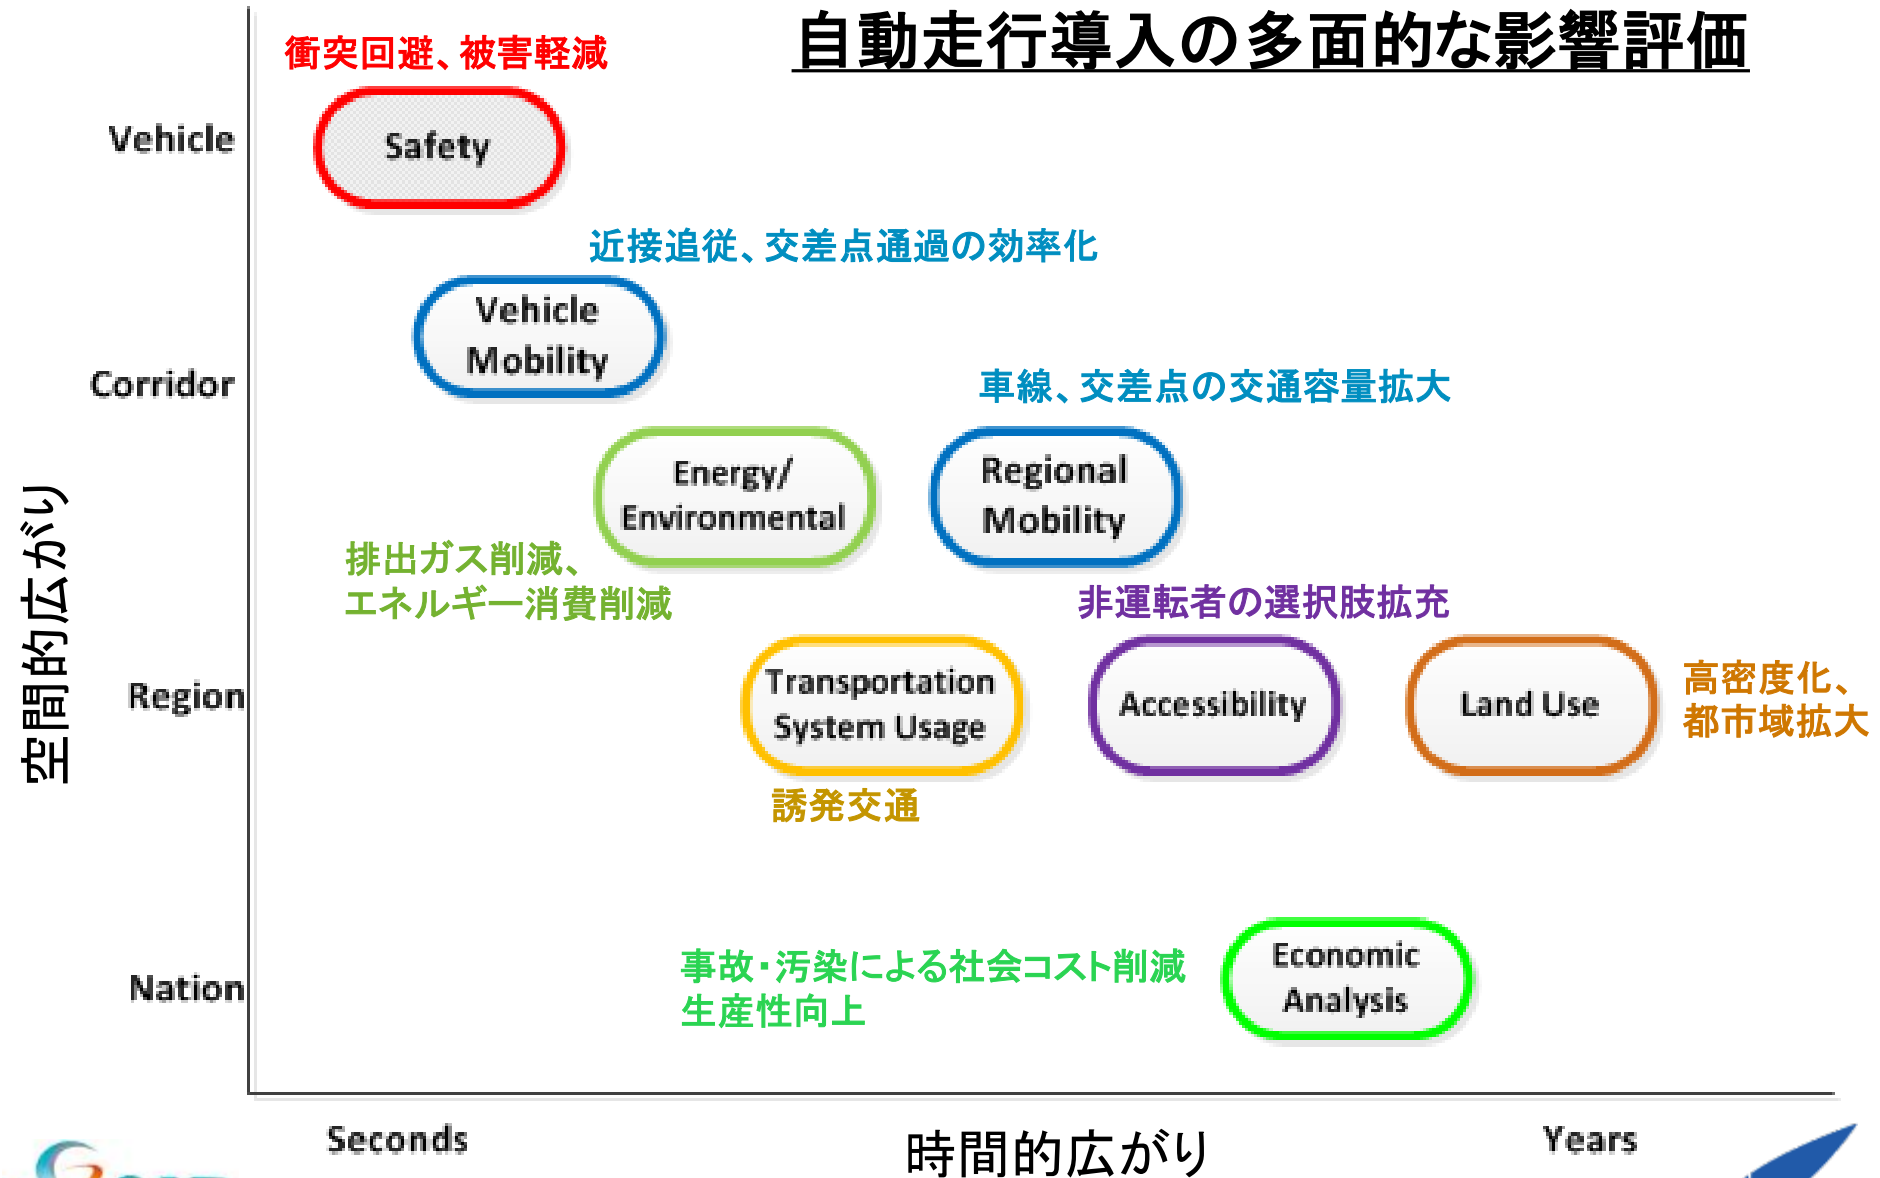 自動走行導入の多面的な影響評価
衝突回避、被害軽減
Vehicle
Safety
近接追従、交差点通過の効率化
Vehicle
Mobility
Corridor
車線、交差点の交通容量拡大
Energy/
Environmental
Regional
Mobility
排出ガス削減、
エネルギー消費削減
非運転者の選択肢拡充
空間的広がり
Region
Transportation
System Usage
Accessibility
Land Use
高密度化、
都市域拡大
誘発交通
Nation
事故・汚染による社会コスト削減
生産性向上
Economic
Analysis
Seconds
時間的広がり
Years